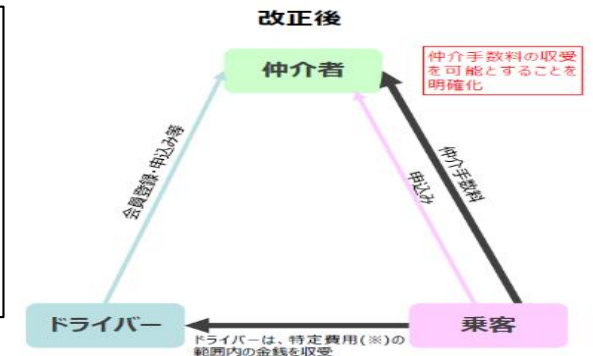 改正後
仲介者
仲介手数料の収受
を可能とすることを
明確化
会員登録・申込み等
申込み
仲介手数料
ドライバー
乗客
ドライバーは、特定費用(※)の
範囲内の金銭を収受